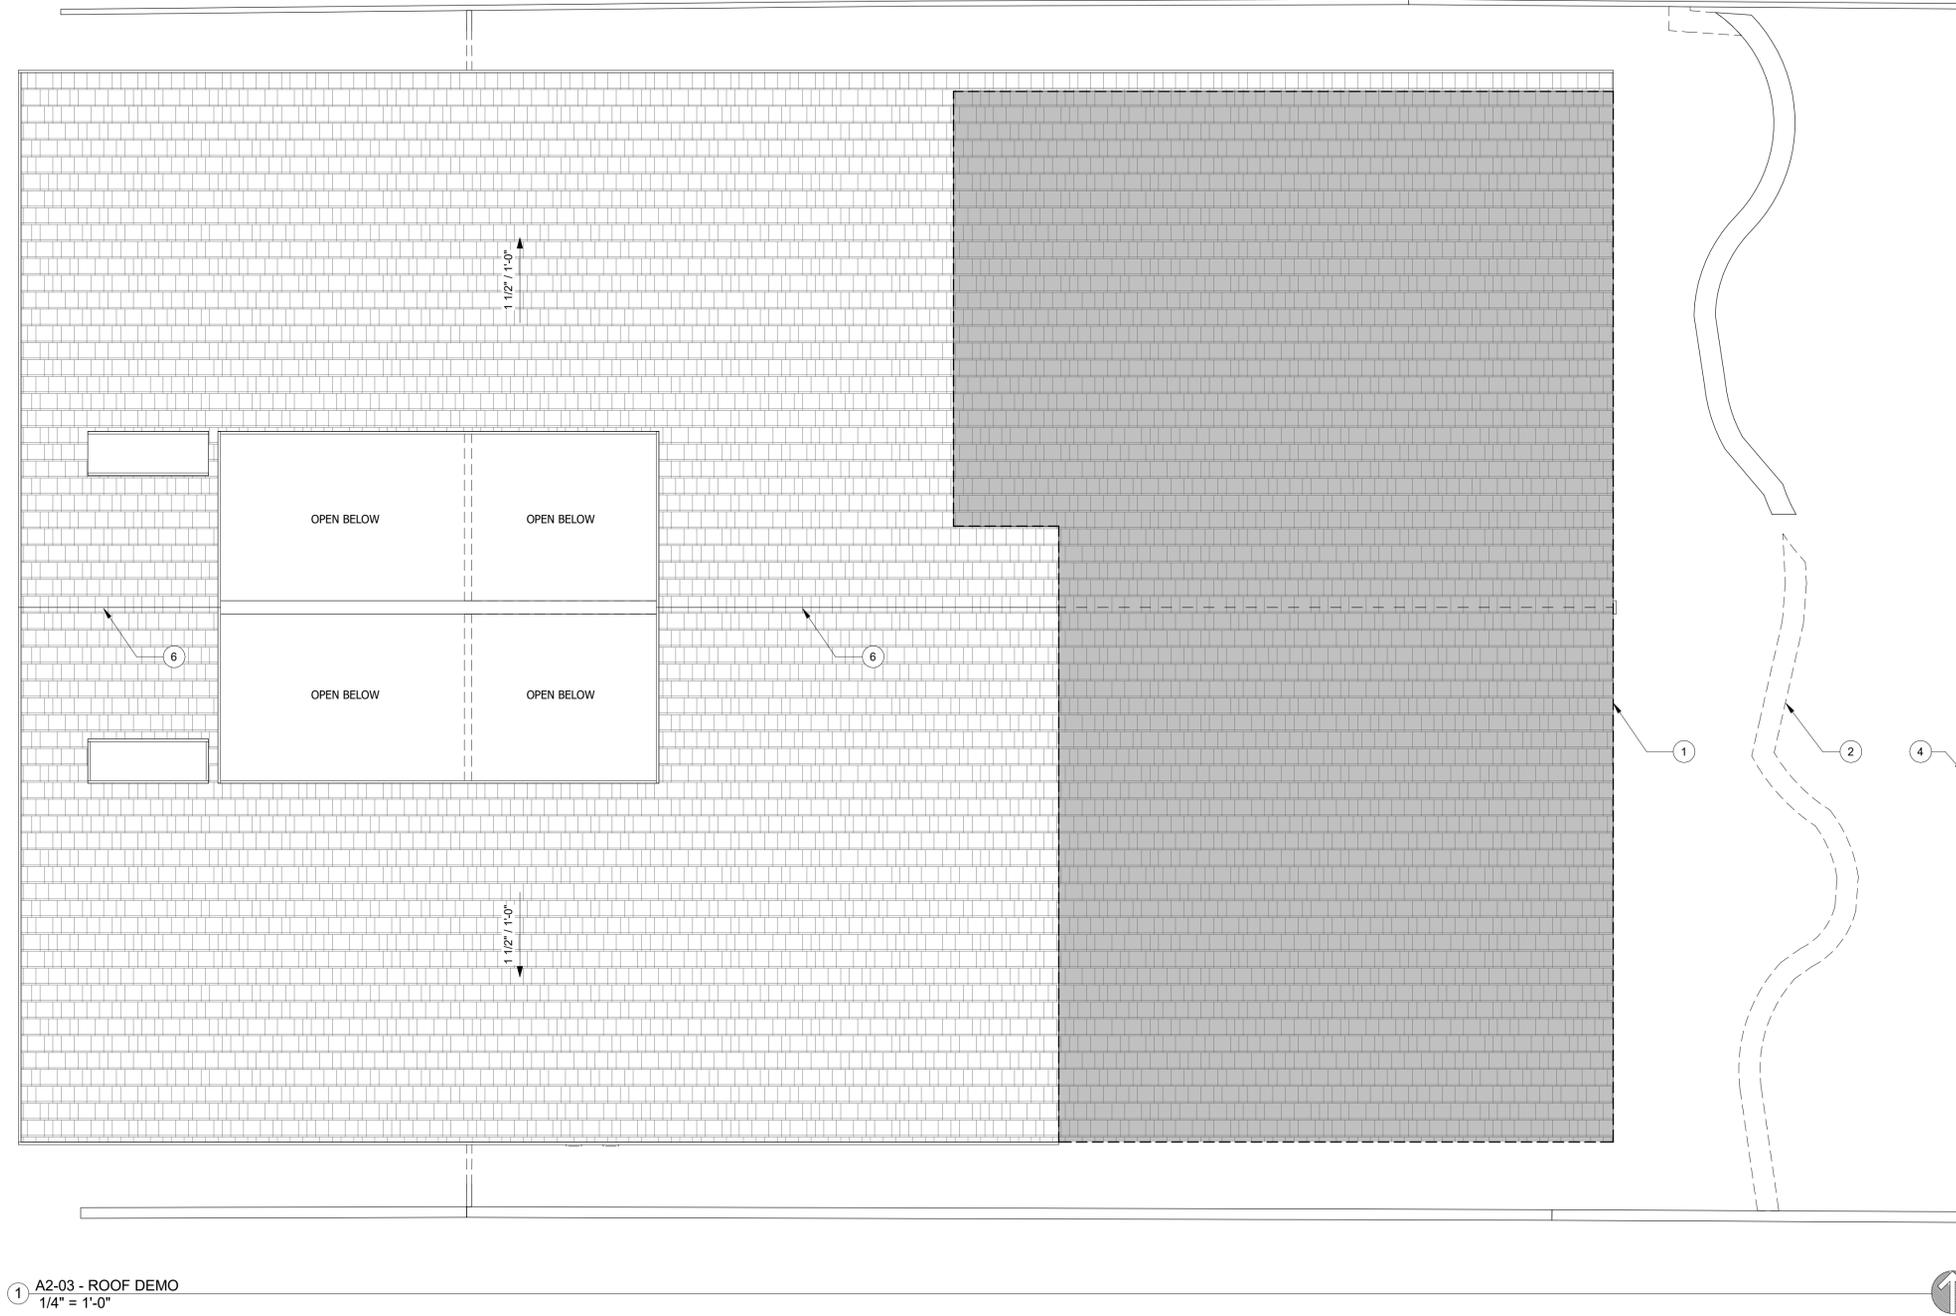 1 1/2" / 1'-0"
OPEN BELOW
OPEN BELOW
6
6
OPEN BELOW
OPEN BELOW
1
2
4
1 1/2" / 1'-0"
1
A2-03 - ROOF DEMO
1/4" = 1'-0"